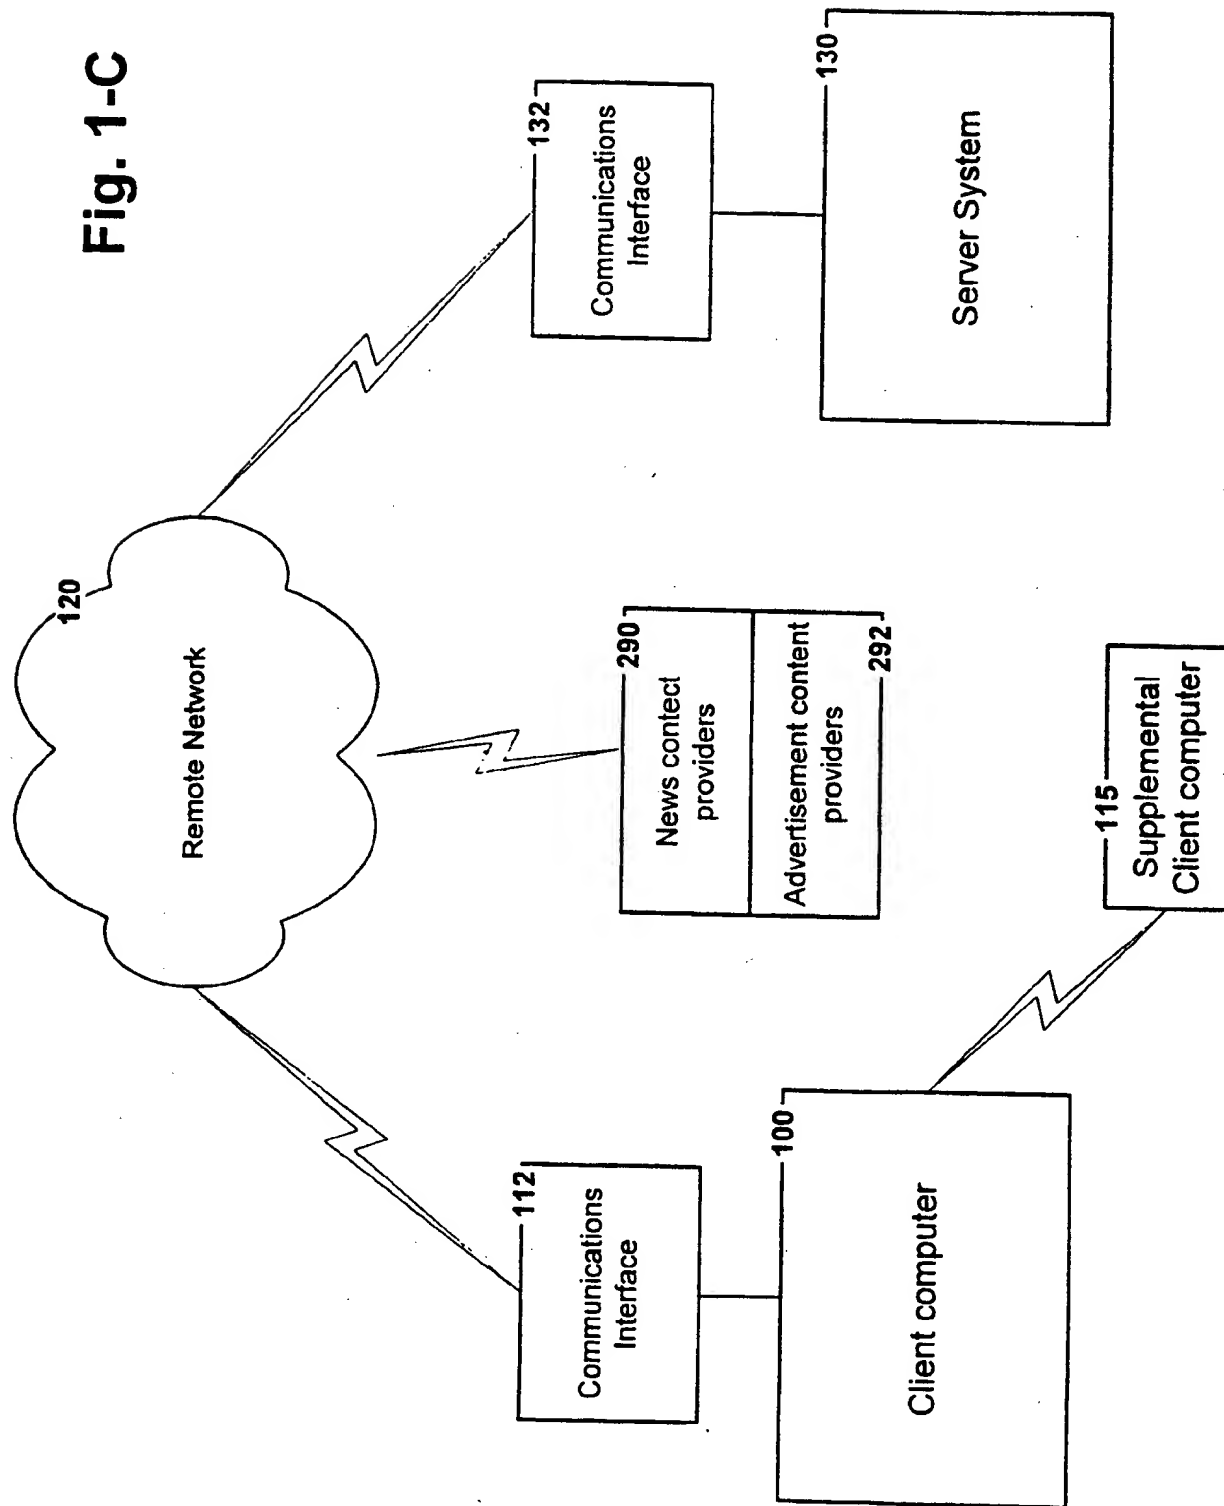 Fig. 1-C
120
Remote Network
112
Communications
Interface
132
Communications
Interface
290
News contect
providers
Advertisement content
providers
292
100
Client computer
115
Supplemental
Client computer
130
Server System